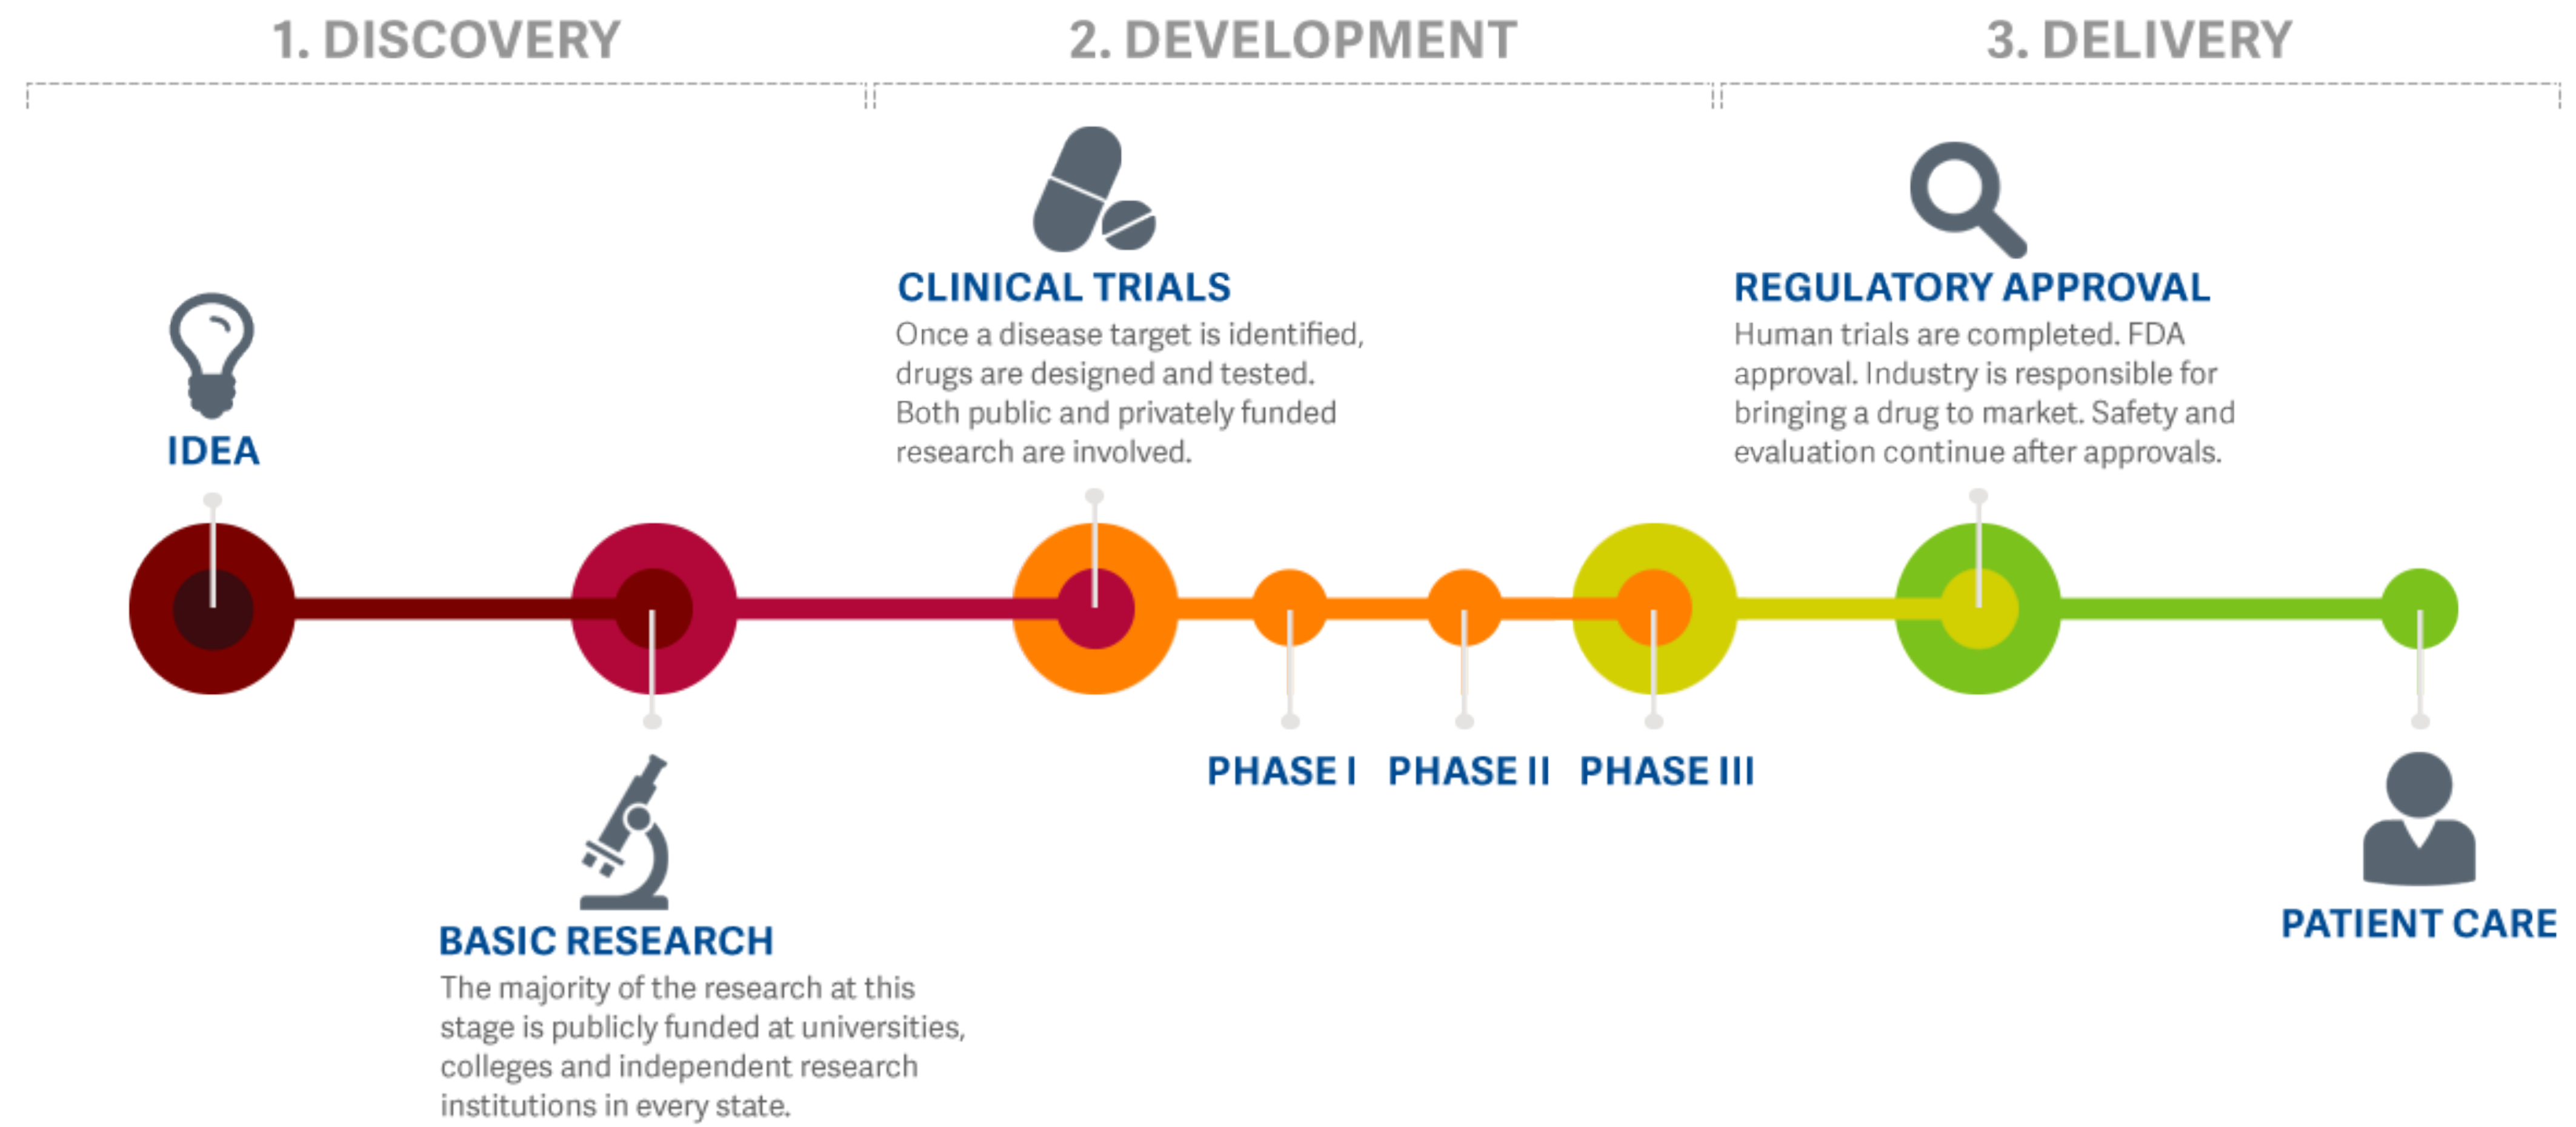 1. DISCOVERY
2. DEVELOPMENT
3. DELIVERY
IDEA
BASIC RESEARCH
The majority of the research at this
stage is publicly funded at universities,
colleges and independent research
institutions in every state.
CLINICAL TRIALS
Once a disease target is identified,
drugs are designed and tested.
Both public and privately funded
research are involved.
PHASE I
PHASE II
PHASE III
REGULATORY APPROVAL
Human trials are completed. FDA
approval. Industry is responsible for
bringing a drug to market. Safety and
evaluation continue after approvals.
PATIENT CARE